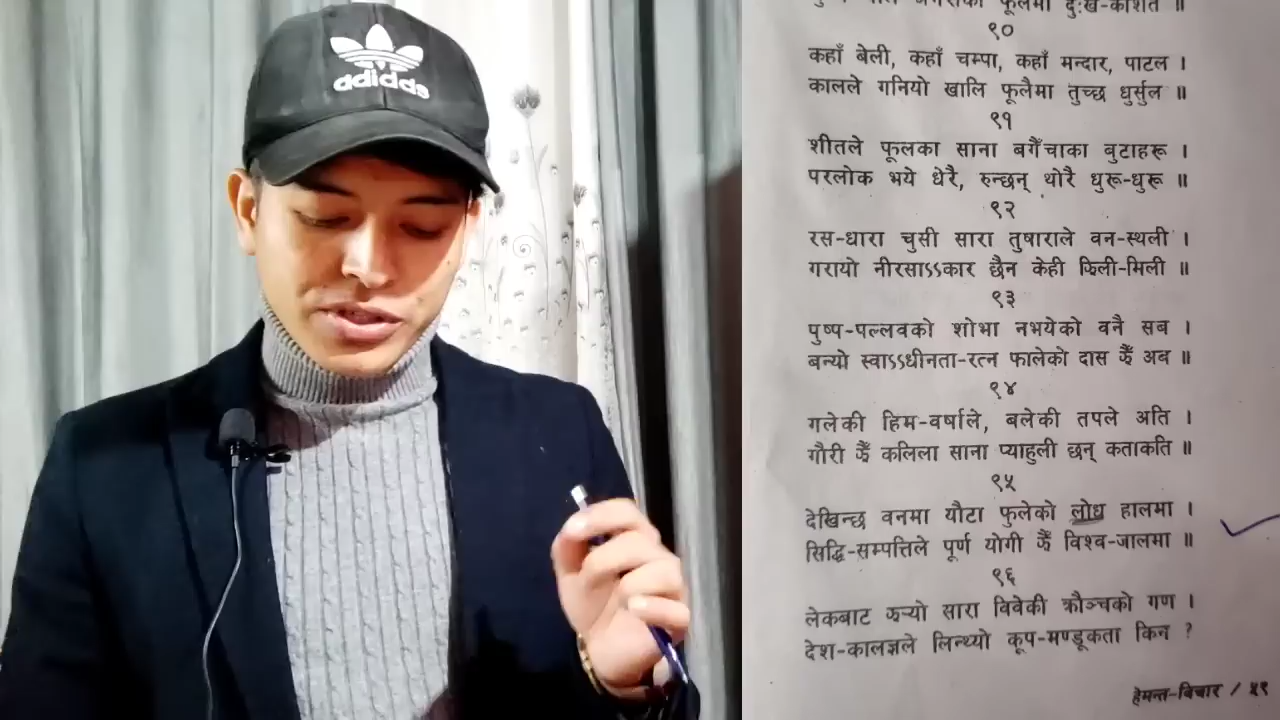 adidas
फूलमा दुःख-कशित ॥
९०
कहाँ बेली, कहाँ चम्पा, कहाँ मन्दार, पाटल ।
कालले गनियो खालि फूलैमा तुच्छ धुर्सुल ॥
९१
शीतले फूलका साना बगैँचाका बुटाहरू ।
परलोक भये धेरै, रुन्छन् थोरै धुरू-धुरू ॥
९२
रस-धारा चुसी सारा तुषाराले वन-स्थली ।
गरायो नीरसाऽऽकार छैन केही झिली-मिली ॥
९३
पुष्प-पल्लवको शोभा नभयेको वनै सब ।
बन्यो स्वाऽऽधीनता-रत्न फालेको दास झैँ अब ॥
९४
गलेकी हिम-वर्षाले, बलेकी तपले अति ।
गौरी झैँ कलिला साना प्याहुली छन् कताकति ॥
९५
देखिन्छ वनमा यौटा फुलेको लोध हालमा ।
सिद्धि-सम्पत्तिले पूर्ण योगी झैँ विश्व-जालमा ॥
९६
लेकबाट झर्‍यो सारा विवेकी क्रौञ्चको गण ।
देश-कालज्ञले लिन्थ्यो कूप-मण्डूकता किन ?
हेमन्त-विचार / ५१